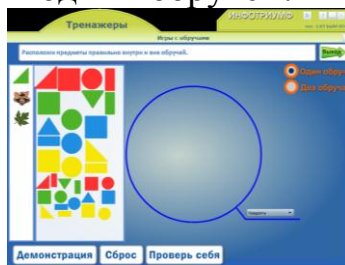 Тренажеры
ИНФОТРИУМФ
Игры с обручами
Расположи предметы правильно внутри и вне обручей.
Выход
Один обруч
Два обруча
Демонстрация
Сброс
Проверь себя